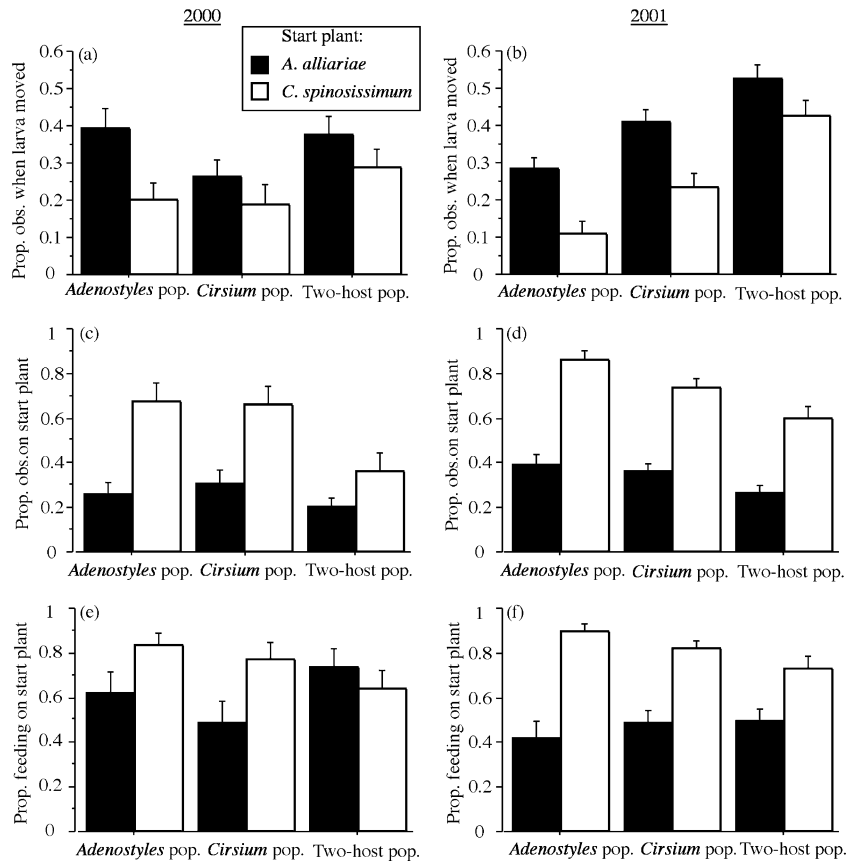 2000
2001
Start plant:
A. alliariae
C. spinosissimum
(a)
Prop. obs. when larva moved
0.6
0.5
0.4
0.3
0.2
0.1
0
Adenostyles pop. Cirsium pop. Two-host pop.
(b)
Prop. obs. when larva moved
0.6
0.5
0.4
0.3
0.2
0.1
0
Adenostyles pop. Cirsium pop. Two-host pop.
(c)
Prop. obs.on start plant
1
0.8
0.6
0.4
0.2
0
Adenostyles pop. Cirsium pop. Two-host pop.
(d)
Prop. obs.on start plant
1
0.8
0.6
0.4
0.2
0
Adenostyles pop. Cirsium pop. Two-host pop.
(e)
Prop. feeding on start plant
1
0.8
0.6
0.4
0.2
0
Adenostyles pop. Cirsium pop. Two-host pop.
(f)
Prop. feeding on start plant
1
0.8
0.6
0.4
0.2
0
Adenostyles pop. Cirsium pop. Two-host pop.